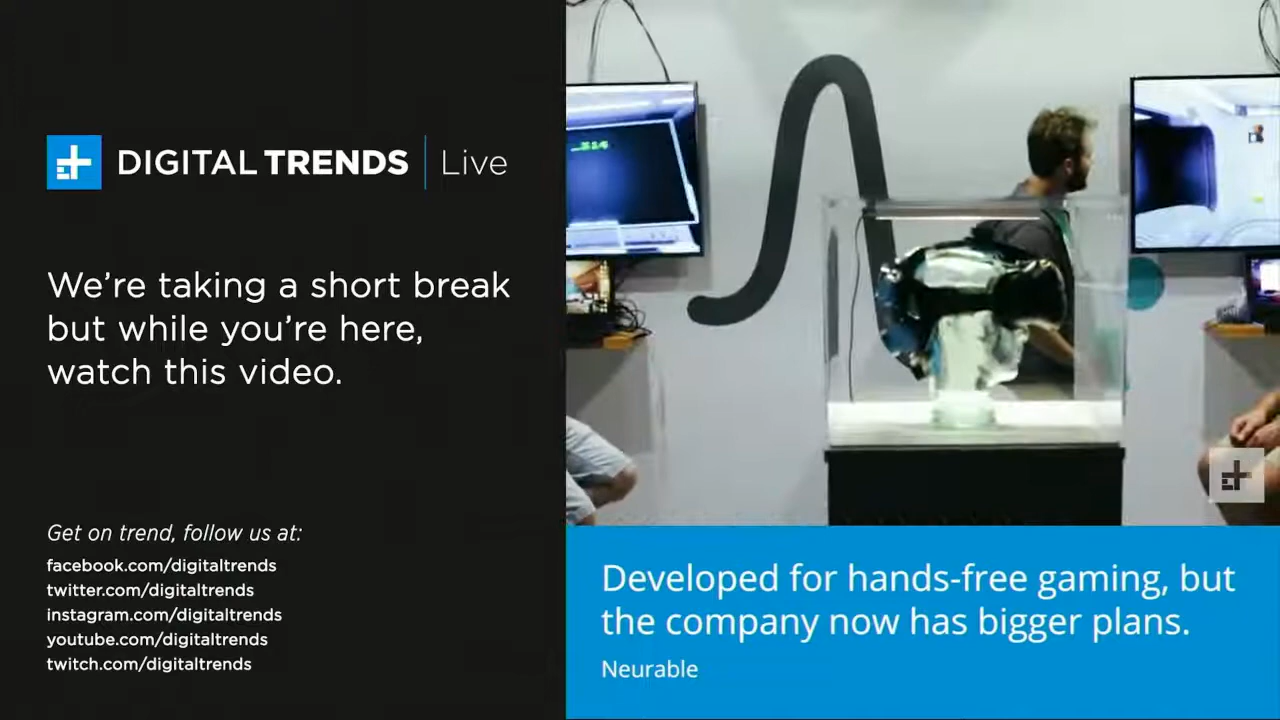 DIGITAL TRENDS | Live
We're taking a short break
but while you're here,
watch this video.
Get on trend, follow us at:
facebook.com/digitaltrends
twitter.com/digitaltrends
instagram.com/digitaltrends
youtube.com/digitaltrends
twitch.com/digitaltrends
Developed for hands-free gaming, but
the company now has bigger plans.
Neurable